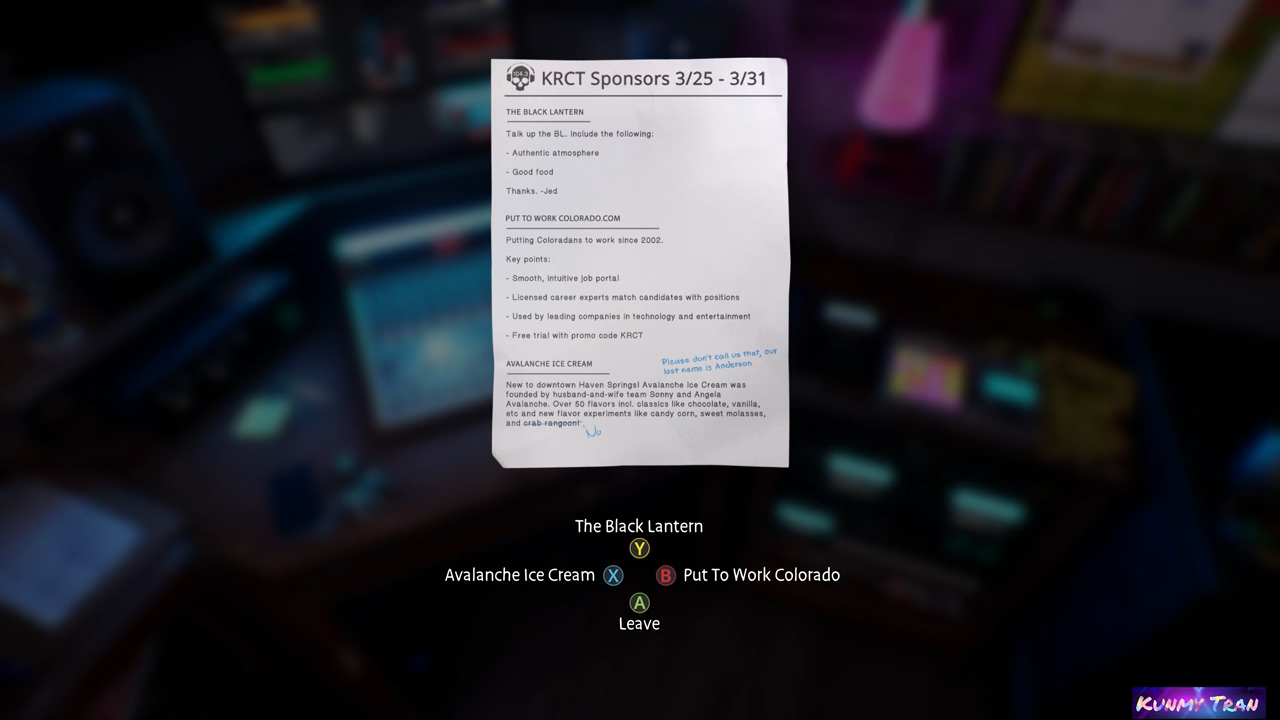 104.3
KRCT Sponsors 3/25 - 3/31
THE BLACK LANTERN
Talk up the BL. Include the following:
- Authentic atmosphere
- Good food
Thanks. -Jed
PUT TO WORK COLORADO.COM
Putting Coloradans to work since 2002.
Key points:
- Smooth, intuitive job portal
- Licensed career experts match candidates with positions
- Used by leading companies in technology and entertainment
- Free trial with promo code KRCT
Please don't call us that, our
last name is Anderson
AVALANCHE ICE CREAM
New to downtown Haven Springs! Avalanche Ice Cream was
founded by husband-and-wife team Sonny and Angela
Avalanche. Over 50 flavors incl. classics like chocolate, vanilla,
etc and new flavor experiments like candy corn, sweet molasses,
and crab rangoon!
No
The Black Lantern
Y
Avalanche Ice Cream X B Put To Work Colorado
A
Leave
KUNMY TRAN